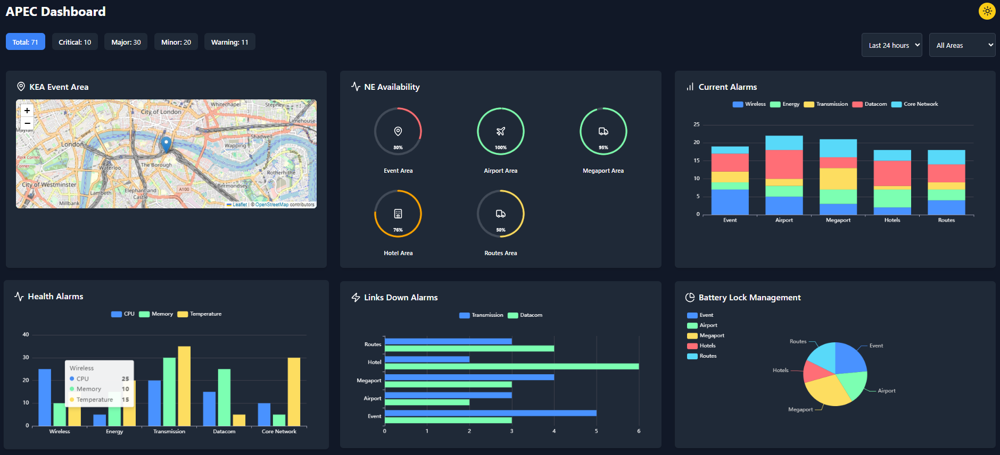 APEC Dashboard
Total: 71
Critical: 10
Major: 30
Minor: 20
Warning: 11
Last 24 hours
All Areas
KEA Event Area
+
−
Whitechapel
Stepney
City of London
Limehouse
Mayfair
Strand
Shadwell
London
Wapping
Salter Road
Park Corner
Corner
Waterloo
The Borough
Rotherhithe
City of Westminster
A100
Bermondsey
Lambeth
Elephant and
Castle
Millbank
Leaflet | © OpenStreetMap contributors
NE Availability
30%
Event Area
100%
Airport Area
95%
Megaport Area
76%
Hotel Area
50%
Routes Area
Current Alarms
Wireless
Energy
Transmission
Datacom
Core Network
25
20
15
10
5
0
Event
Airport
Megaport
Hotels
Routes
Health Alarms
CPU
Memory
Temperature
40
30
20
10
0
Wireless
CPU 25
Memory 10
Temperature 15
Wireless
Energy
Transmission
Datacom
Core Network
Links Down Alarms
Transmission
Datacom
Routes
Hotel
Megaport
Airport
Event
0
1
2
3
4
5
6
Battery Lock Management
Event
Airport
Megaport
Hotels
Routes
Routes
Event
Hotels
Airport
Megaport